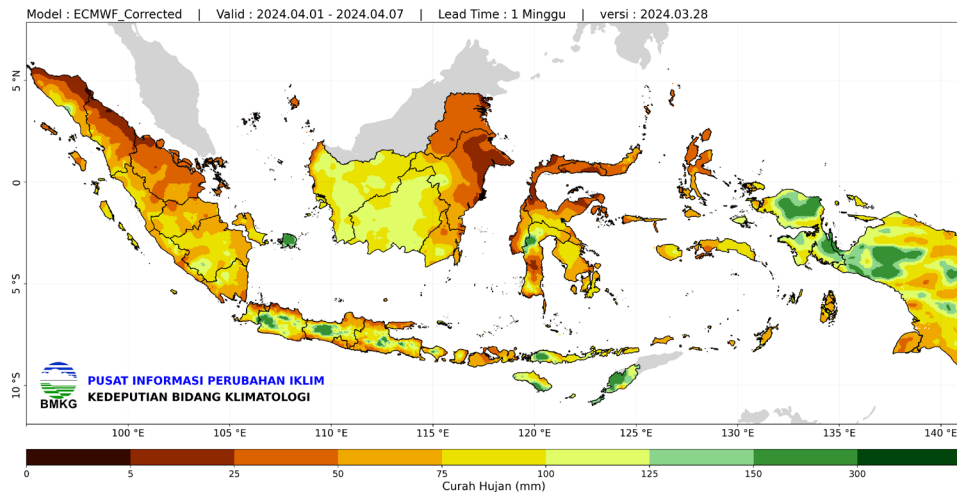 Model : ECMWF_Corrected | Valid : 2024.04.01 - 2024.04.07 | Lead Time : 1 Minggu | versi : 2024.03.28
5 °N
0
5 °S
10 °S
PUSAT INFORMASI PERUBAHAN IKLIM
KEDEPUTIAN BIDANG KLIMATOLOGI
BMKG
100 °E 105 °E 110 °E 115 °E 120 °E 125 °E 130 °E 135 °E 140 °E
0 5 25 50 75 100 125 150 300
Curah Hujan (mm)